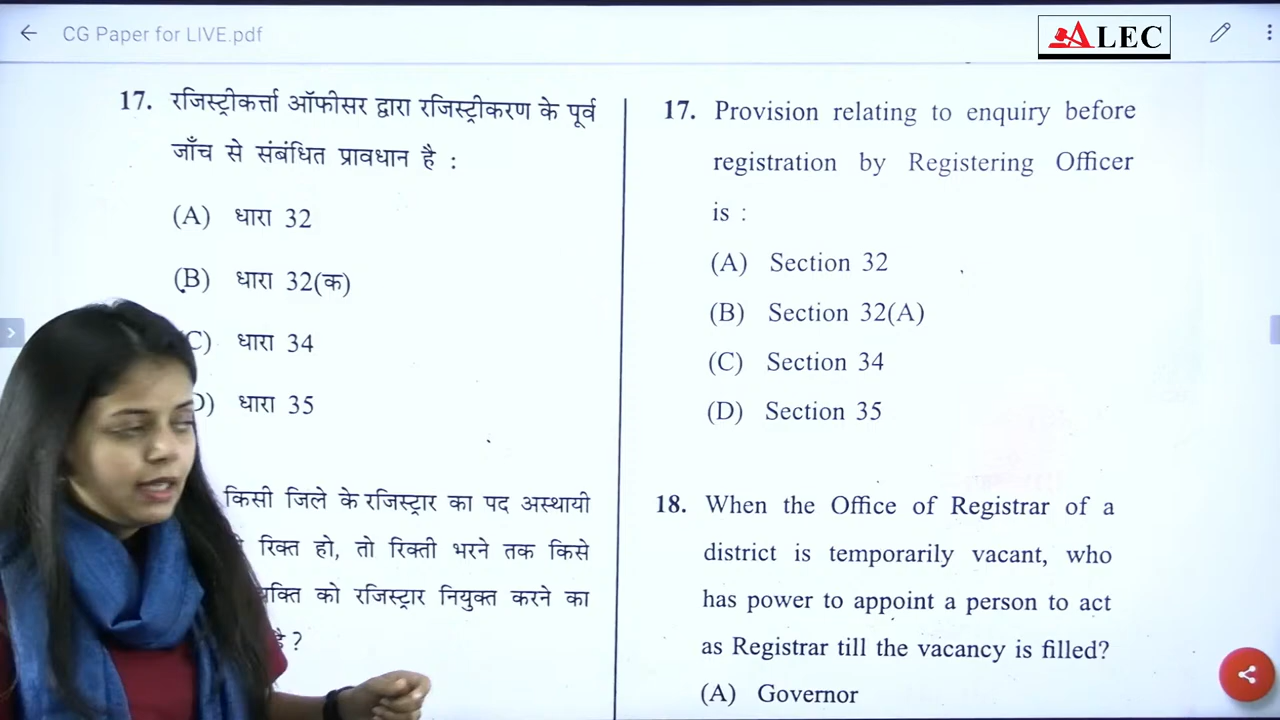 CG Paper for LIVE.pdf
ALEC
17. रजिस्ट्रीकर्त्ता ऑफीसर द्वारा रजिस्ट्रीकरण के पूर्व
जाँच से संबंधित प्रावधान है :
(A) धारा 32
(B) धारा 32(क)
C) धारा 34
D) धारा 35
किसी जिले के रजिस्ट्रार का पद अस्थायी
रिक्त हो, तो रिक्ती भरने तक किसे
को रजिस्ट्रार नियुक्त करने का
है ?
17. Provision relating to enquiry before
registration by Registering Officer
is :
(A) Section 32
(B) Section 32(A)
(C) Section 34
(D) Section 35
18. When the Office of Registrar of a
district is temporarily vacant, who
has power to appoint a person to act
as Registrar till the vacancy is filled?
(A) Governor